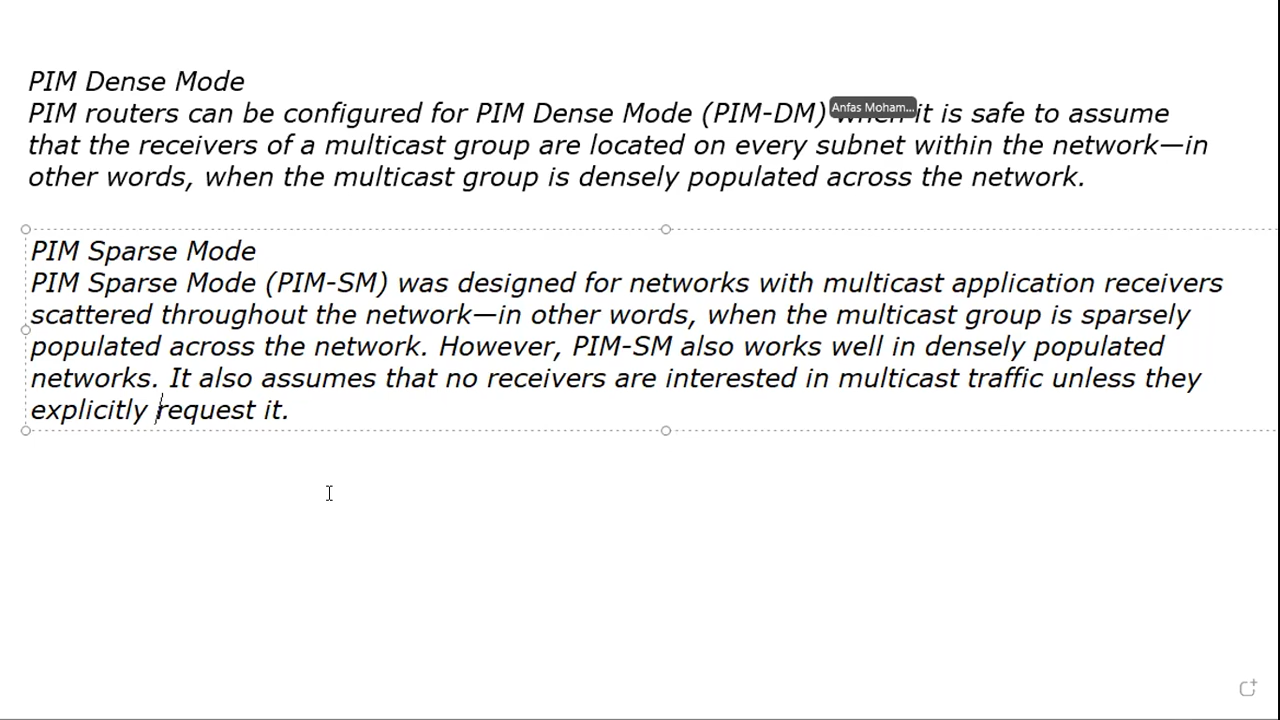 PIM Dense Mode
PIM routers can be configured for PIM Dense Mode (PIM-DM) when it is safe to assume
Anfas Moham...
that the receivers of a multicast group are located on every subnet within the network—in
other words, when the multicast group is densely populated across the network.
PIM Sparse Mode
PIM Sparse Mode (PIM-SM) was designed for networks with multicast application receivers
scattered throughout the network—in other words, when the multicast group is sparsely
populated across the network. However, PIM-SM also works well in densely populated
networks. It also assumes that no receivers are interested in multicast traffic unless they
explicitly request it.